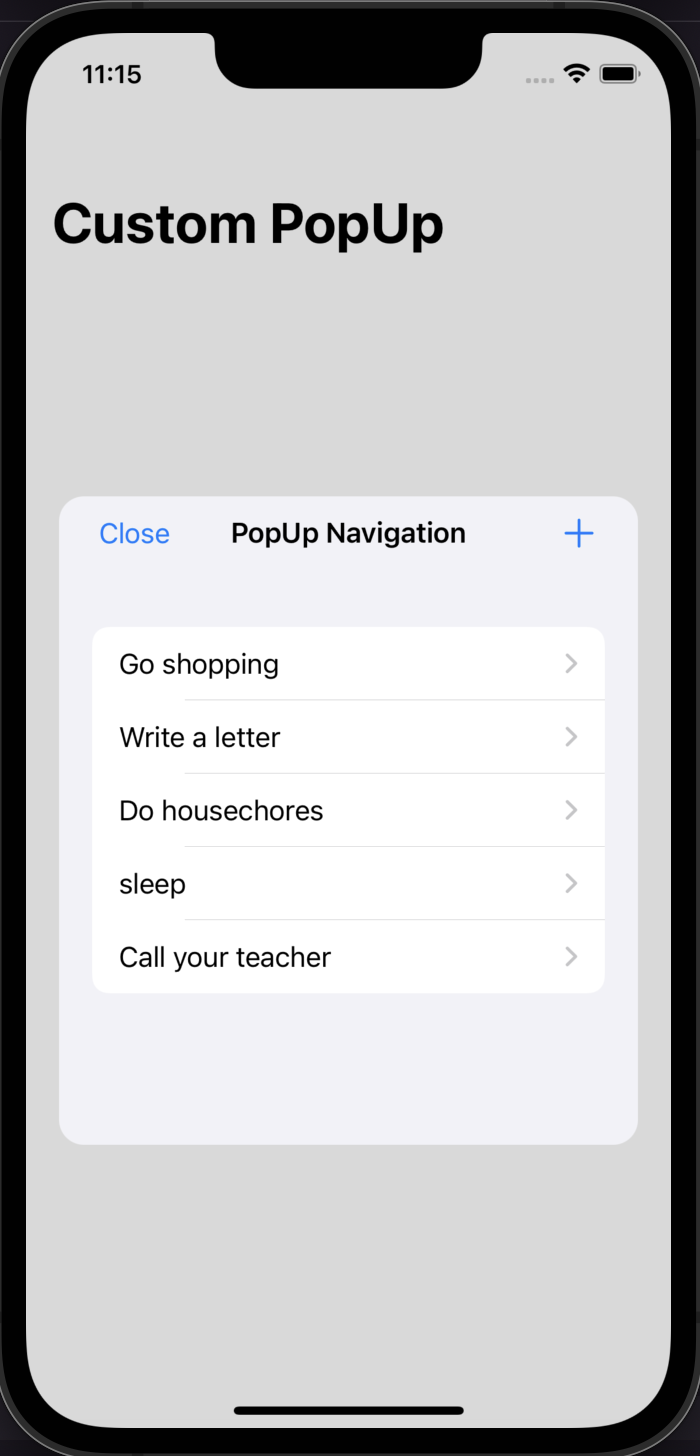 11:15
Custom PopUp
Close PopUp Navigation +
Go shopping
Write a letter
Do housechores
sleep
Call your teacher